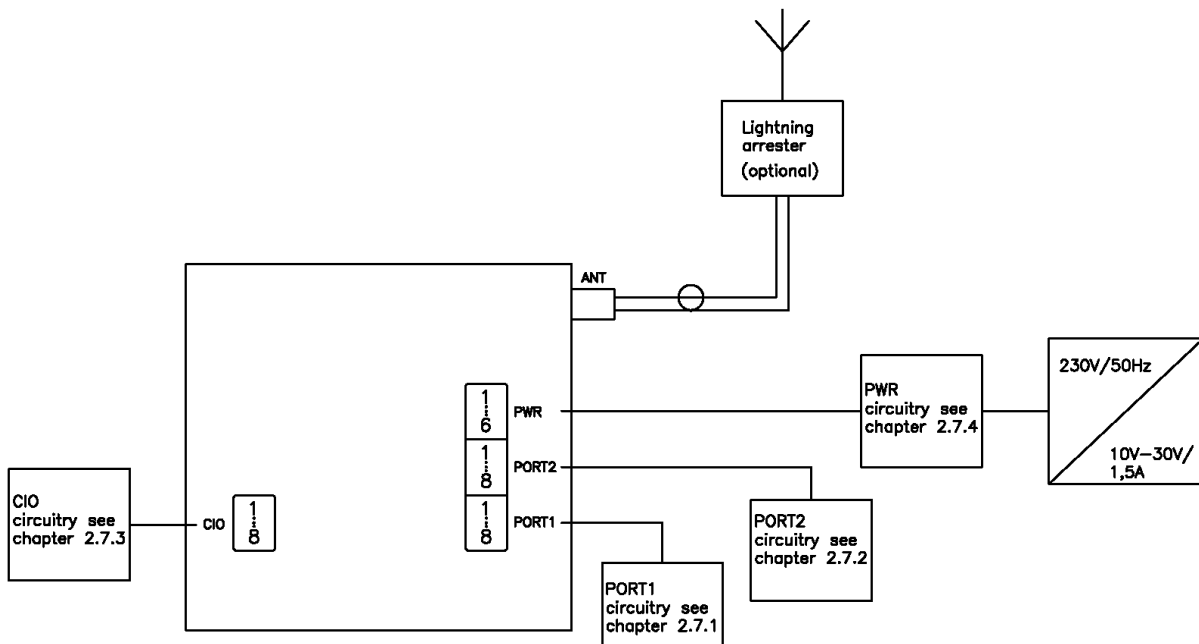 Lightning
arrester
(optional)
ANT
230V/50Hz
10V-30V/
1,5A
PWR
circuitry see
chapter 2.7.4
1
6
PWR
1
8
PORT2
1
8
PORT1
CIO
circuitry see
chapter 2.7.3
CIO
1
8
PORT2
circuitry see
chapter 2.7.2
PORT1
circuitry see
chapter 2.7.1